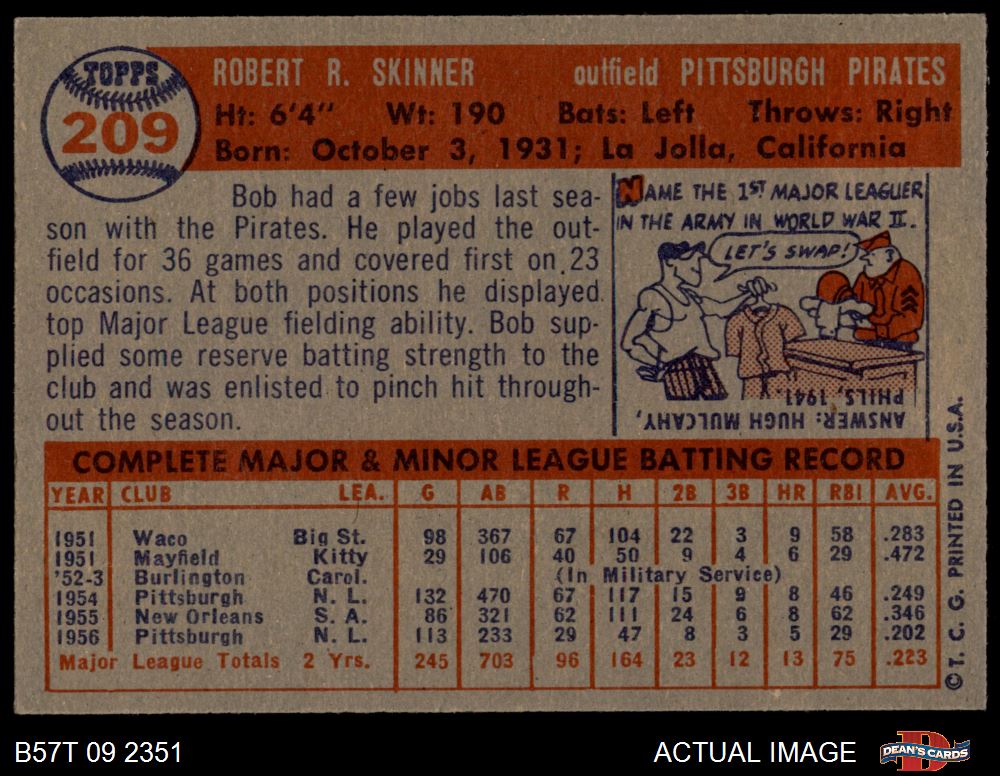 TOPPS
209
ROBERT R. SKINNER outfield PITTSBURGH PIRATES
Ht: 6'4" Wt: 190 Bats: Left Throws: Right
Born: October 3, 1931; La Jolla, California
Bob had a few jobs last sea-
son with the Pirates. He played the out-
field for 36 games and covered first on 23
occasions. At both positions he displayed
top Major League fielding ability. Bob sup-
plied some reserve batting strength to the
club and was enlisted to pinch hit through-
out the season.
NAME THE 1ST MAJOR LEAGUER
IN THE ARMY IN WORLD WAR II.
LET'S SWAP!
ANSWER: HUGH MULCAHY,
PHILS, 1941
COMPLETE MAJOR & MINOR LEAGUE BATTING RECORD
YEAR CLUB LEA. G AB R H 2B 3B HR RBI AVG.
1951 Waco Big St. 98 367 67 104 22 3 9 58 .283
1951 Mayfield Kitty 29 106 40 50 9 4 6 29 .472
'52-3 Burlington Carol. (In Military Service)
1954 Pittsburgh N. L. 132 470 67 117 15 9 8 46 .249
1955 New Orleans S. A. 86 321 62 111 24 6 8 62 .346
1956 Pittsburgh N. L. 113 233 29 47 8 3 5 29 .202
Major League Totals 2 Yrs. 245 703 96 164 23 12 13 75 .223
©T. C. G. PRINTED IN U.S.A.
B57T 09 2351 ACTUAL IMAGE
DEAN'S CARDS